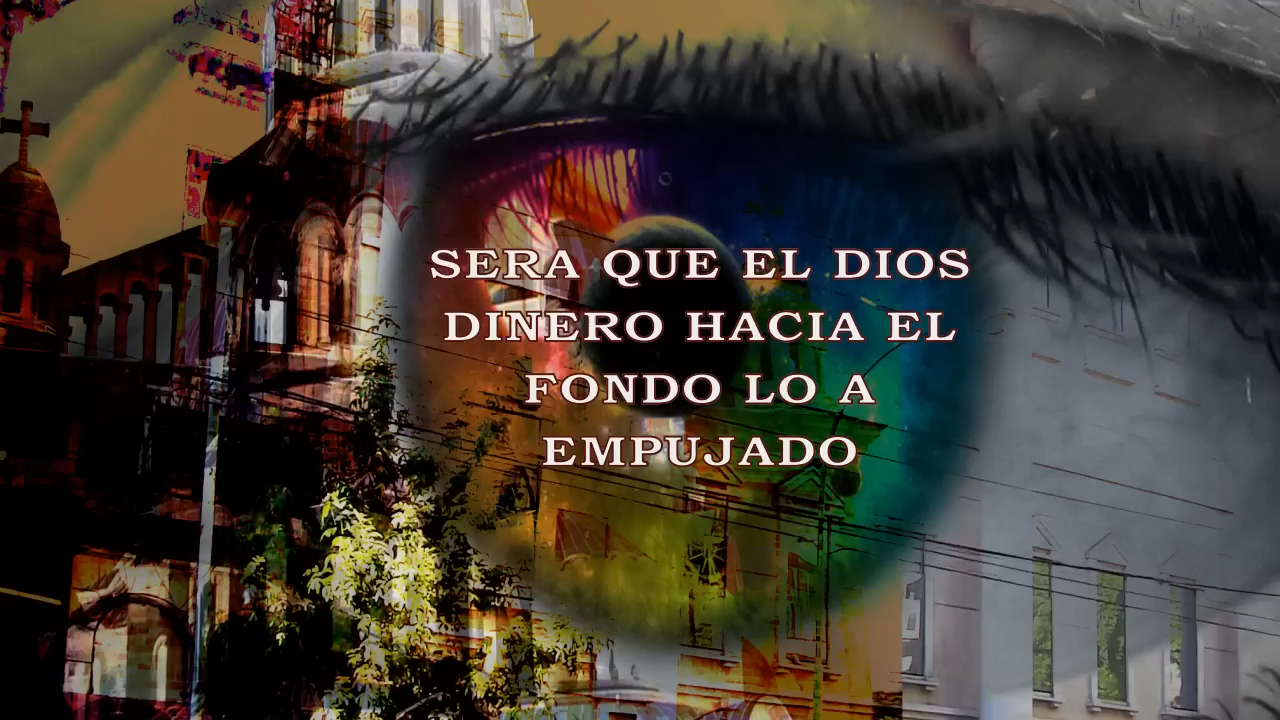 SERA QUE EL DIOS
DINERO HACIA EL
FONDO LO A
EMPUJADO